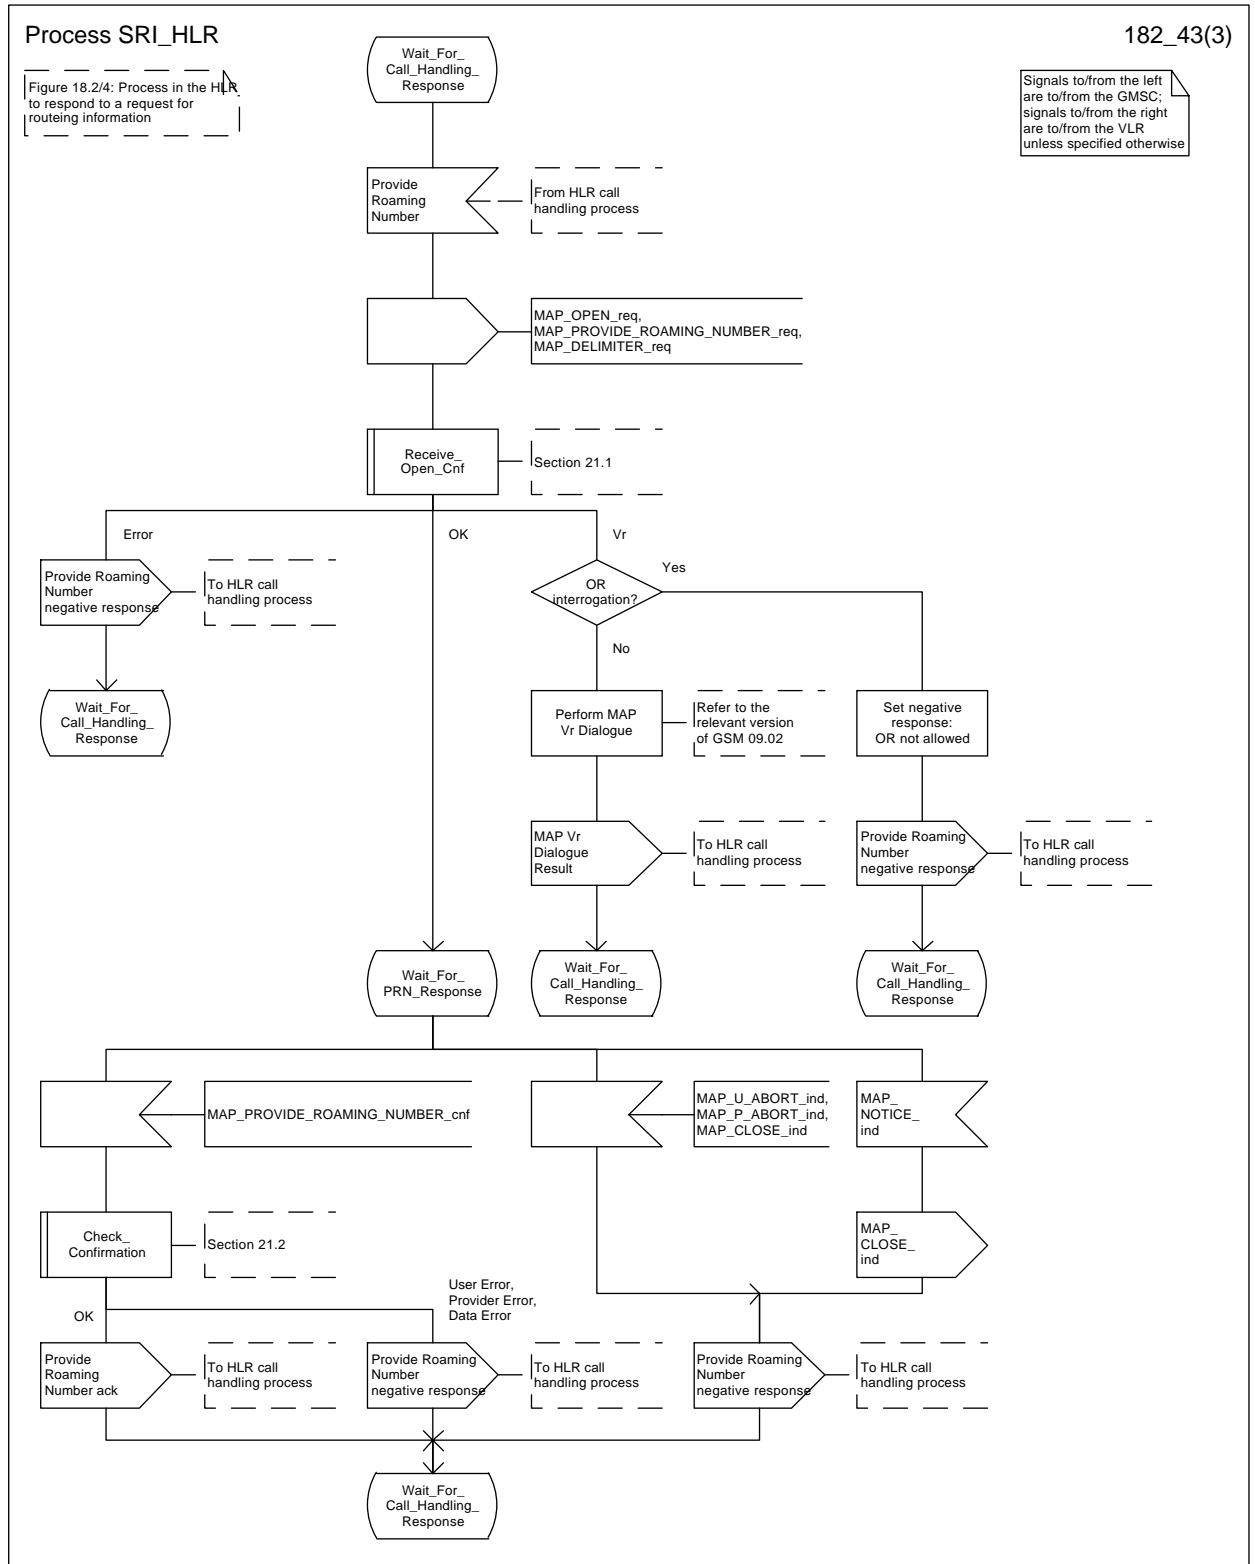 Process SRI_HLR
182_43(3)
Figure 18.2/4: Process in the HLR
to respond to a request for
routeing information
Signals to/from the left
are to/from the GMSC;
signals to/from the right
are to/from the VLR
unless specified otherwise
Wait_For_
Call_Handling_
Response
Provide
Roaming
Number
From HLR call
handling process
MAP_OPEN_req,
MAP_PROVIDE_ROAMING_NUMBER_req,
MAP_DELIMITER_req
Receive_
Open_Cnf
Section 21.1
Error
OK
Vr
Provide Roaming
Number
negative response
To HLR call
handling process
OR
interrogation?
Yes
No
Wait_For_
Call_Handling_
Response
Perform MAP
Vr Dialogue
Refer to the
relevant version
of GSM 09.02
Set negative
response:
OR not allowed
MAP Vr
Dialogue
Result
To HLR call
handling process
Provide Roaming
Number
negative response
To HLR call
handling process
Wait_For_
PRN_Response
Wait_For_
Call_Handling_
Response
Wait_For_
Call_Handling_
Response
MAP_PROVIDE_ROAMING_NUMBER_cnf
MAP_U_ABORT_ind,
MAP_P_ABORT_ind,
MAP_CLOSE_ind
MAP_
NOTICE_
ind
Check_
Confirmation
Section 21.2
MAP_
CLOSE_
ind
OK
User Error,
Provider Error,
Data Error
Provide
Roaming
Number ack
To HLR call
handling process
Provide Roaming
Number
negative response
To HLR call
handling process
Provide Roaming
Number
negative response
To HLR call
handling process
Wait_For_
Call_Handling_
Response